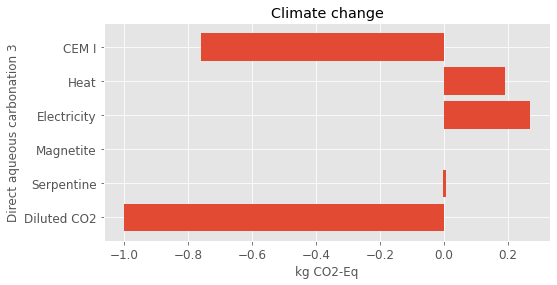 Climate change
Direct aqueous carbonation 3
CEM I
Heat
Electricity
Magnetite
Serpentine
Diluted CO2
−1.0 −0.8 −0.6 −0.4 −0.2 0.0 0.2
kg CO2-Eq